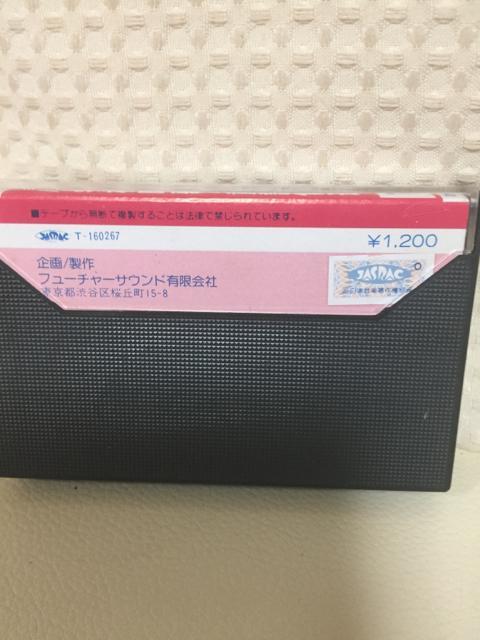 ■テープから無断で複製することは法律で禁じられています。
JASRAC T-160267
¥1,200
企画/製作
フューチャーサウンド有限会社
東京都渋谷区桜丘町15-8
JASRAC